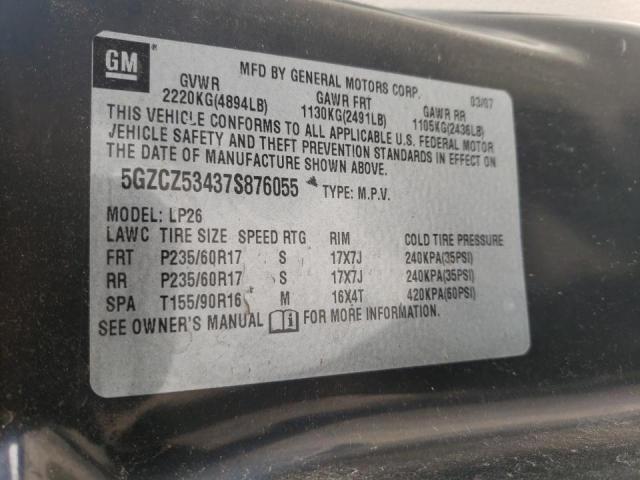 GM
MFD BY GENERAL MOTORS CORP. 03/07
GVWR GAWR FRT GAWR RR
2220KG(4894LB) 1130KG(2491LB) 1105KG(2436LB)
THIS VEHICLE CONFORMS TO ALL APPLICABLE U.S. FEDERAL MOTOR
VEHICLE SAFETY AND THEFT PREVENTION STANDARDS IN EFFECT ON
THE DATE OF MANUFACTURE SHOWN ABOVE.
5GZCZ53437S876055 TYPE: M.P.V.
MODEL: LP26
LAWC TIRE SIZE SPEED RTG RIM COLD TIRE PRESSURE
FRT P235/60R17 S 17X7J 240KPA(35PSI)
RR P235/60R17 S 17X7J 240KPA(35PSI)
SPA T155/90R16 M 16X4T 420KPA(60PSI)
SEE OWNER'S MANUAL FOR MORE INFORMATION.